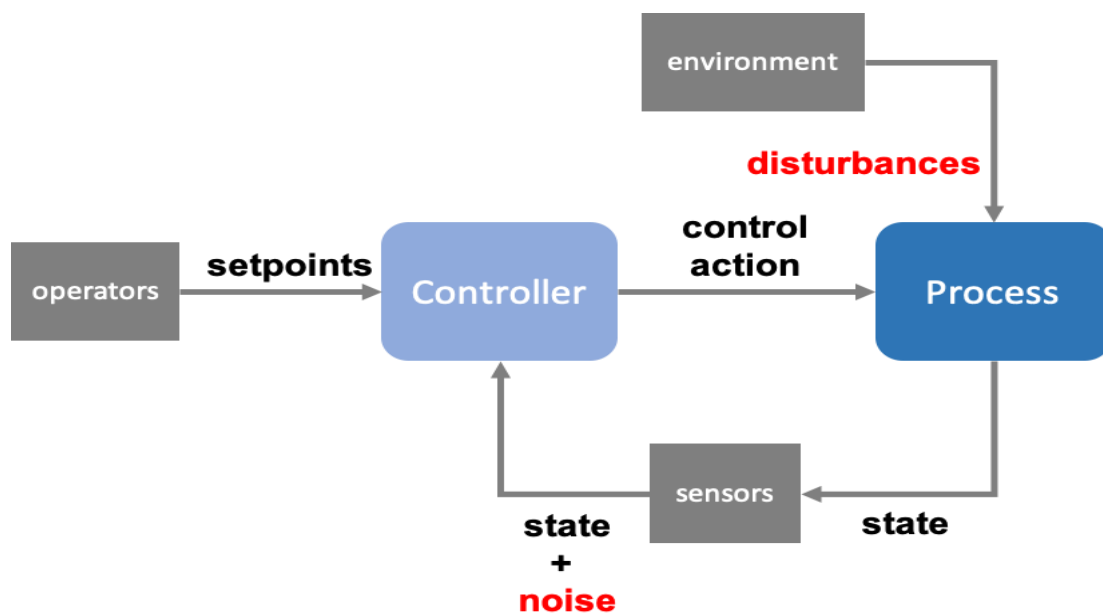 environment
disturbances
operators
setpoints
Controller
control
action
Process
sensors
state
+
noise
state